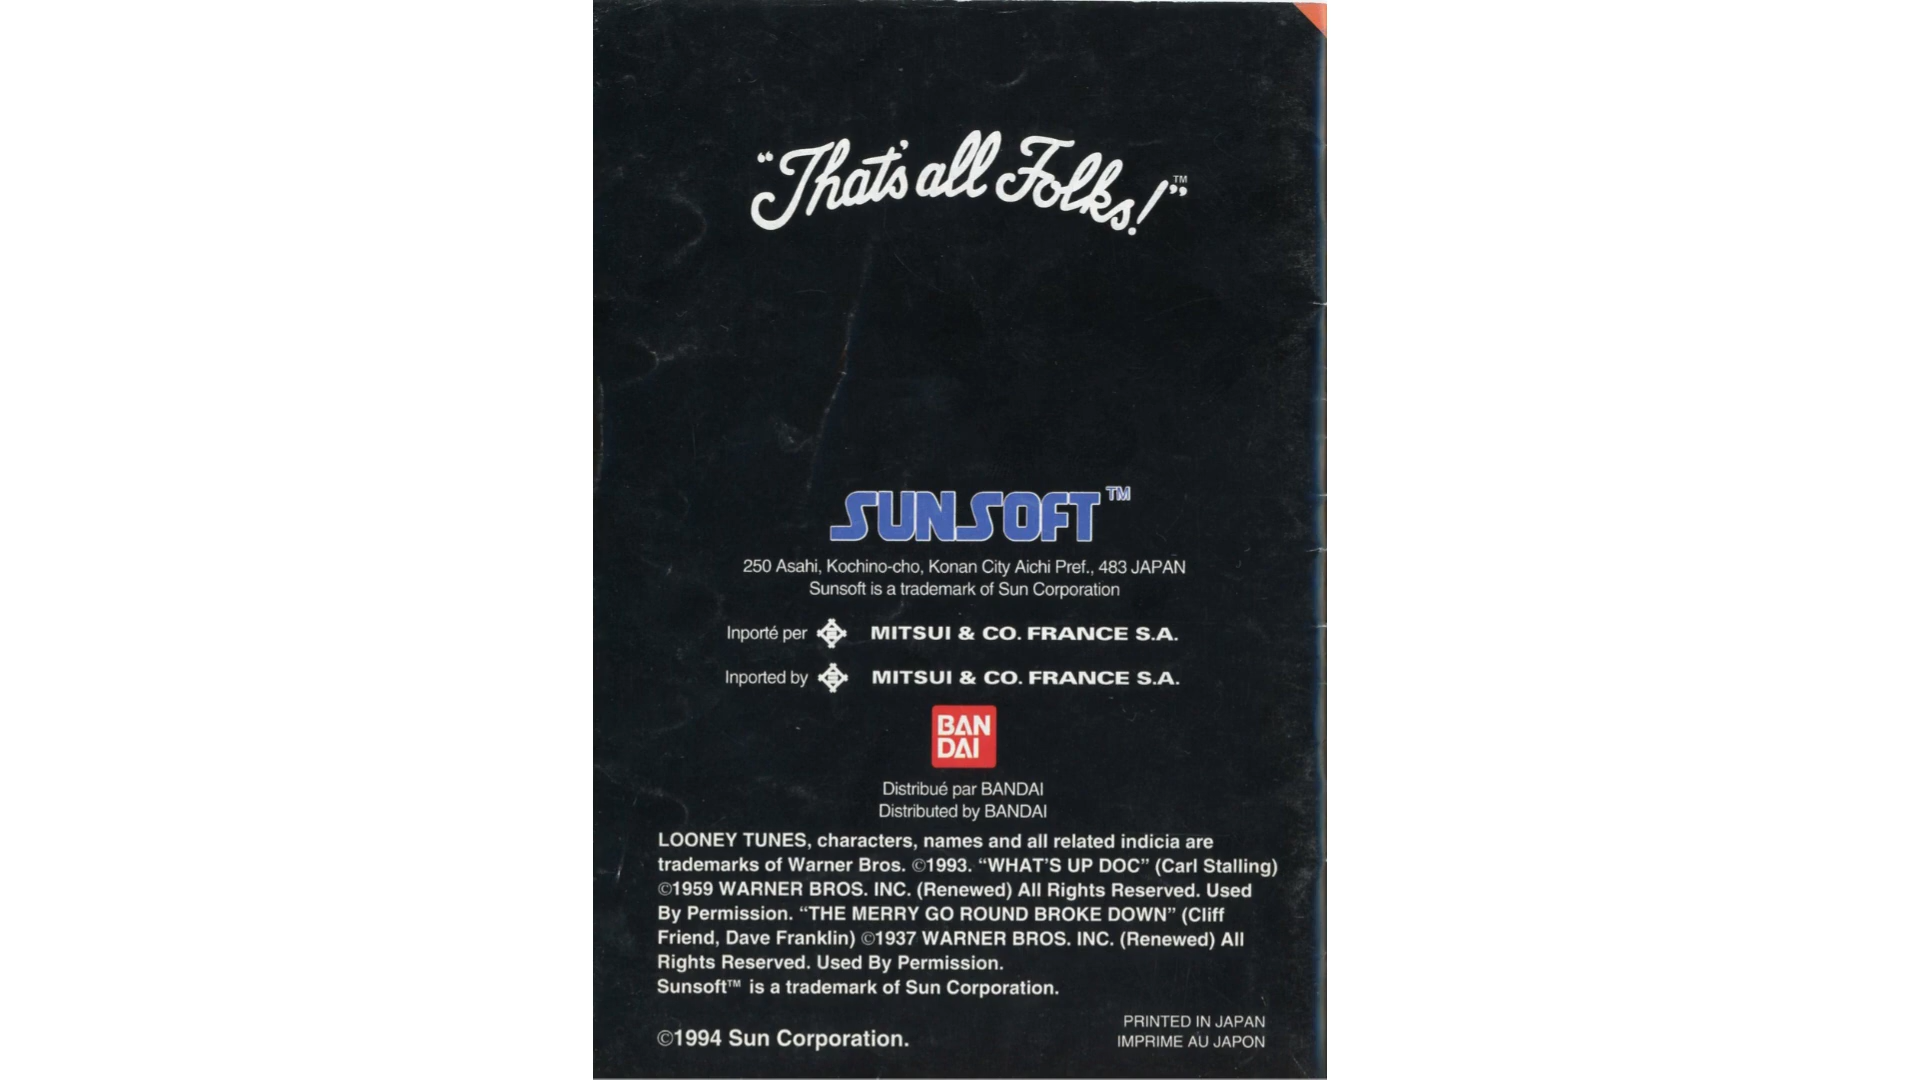 "That's all Folks!"™
SUNSOFT™
250 Asahi, Kochino-cho, Konan City Aichi Pref., 483 JAPAN
Sunsoft is a trademark of Sun Corporation
Inporté per MITSUI & CO. FRANCE S.A.
Inported by MITSUI & CO. FRANCE S.A.
BAN
DAI
Distribué par BANDAI
Distributed by BANDAI
LOONEY TUNES, characters, names and all related indicia are
trademarks of Warner Bros. ©1993. “WHAT’S UP DOC” (Carl Stalling)
©1959 WARNER BROS. INC. (Renewed) All Rights Reserved. Used
By Permission. “THE MERRY GO ROUND BROKE DOWN” (Cliff
Friend, Dave Franklin) ©1937 WARNER BROS. INC. (Renewed) All
Rights Reserved. Used By Permission.
Sunsoft™ is a trademark of Sun Corporation.
©1994 Sun Corporation.
PRINTED IN JAPAN
IMPRIME AU JAPON